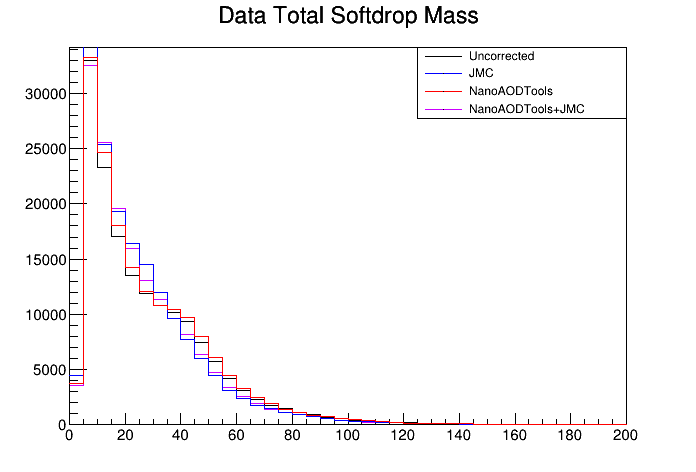 Data Total Softdrop Mass
Uncorrected
JMC
NanoAODTools
NanoAODTools+JMC
30000
25000
20000
15000
10000
5000
0
0 20 40 60 80 100 120 140 160 180 200